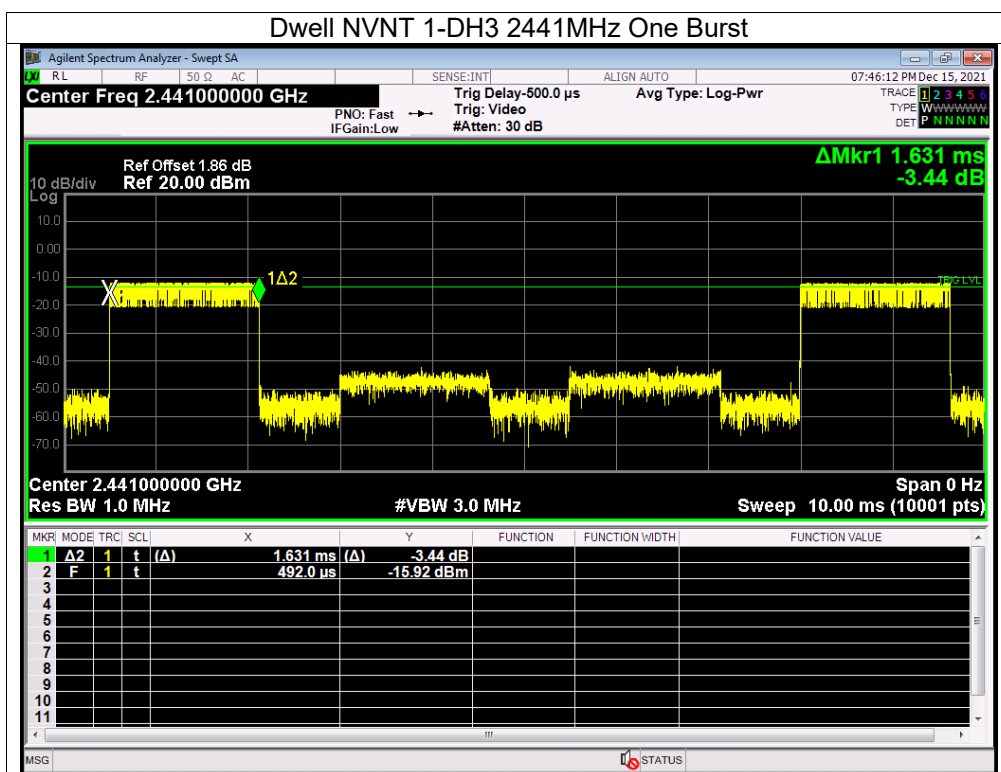 Dwell NVNT 1-DH3 2441MHz One Burst
Agilent Spectrum Analyzer - Swept SA
LXI RL RF 50 Ω AC SENSE:INT ALIGN AUTO 07:46:12 PM Dec 15, 2021
Center Freq 2.441000000 GHz Trig Delay-500.0 µs Avg Type: Log-Pwr TRACE 1 2 3 4 5 6
PNO: Fast Trig: Video TYPE WWWWWW
IFGain:Low #Atten: 30 dB DET P N N N N N
ΔMkr1 1.631 ms
-3.44 dB
Ref Offset 1.86 dB
10 dB/div Ref 20.00 dBm
Log
10.0
0.00
-10.0
1Δ2
TRIG LVL
-20.0
-30.0
-40.0
-50.0
-60.0
-70.0
Center 2.441000000 GHz Span 0 Hz
Res BW 1.0 MHz #VBW 3.0 MHz Sweep 10.00 ms (10001 pts)
MKR MODE TRC SCL X Y FUNCTION FUNCTION WIDTH FUNCTION VALUE
1 Δ2 1 t (Δ) 1.631 ms (Δ) -3.44 dB
2 F 1 t 492.0 µs -15.92 dBm
3
4
5
6
7
8
9
10
11
MSG STATUS